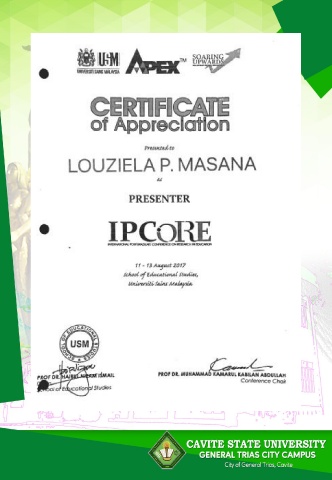 USM
UNIVERSITI SAINS MALAYSIA
APEX™
SOARING
UPWARDS
CERTIFICATE
of Appreciation
Presented to
LOUZIELA P. MASANA
as
PRESENTER
IPCORE
INTERNATIONAL POSTGRADUATE CONFERENCE ON RESEARCH IN EDUCATION
11 - 13 August 2017
School of Educational Studies,
Universiti Sains Malaysia
USM
PROF DR. ISMAIL
School of Educational Studies
PROF DR. MUHAMMAD KAMARUL KABILAN ABDULLAH
Conference Chair
CAVITE STATE UNIVERSITY
GENERAL TRIAS CITY CAMPUS
City of General Trias, Cavite